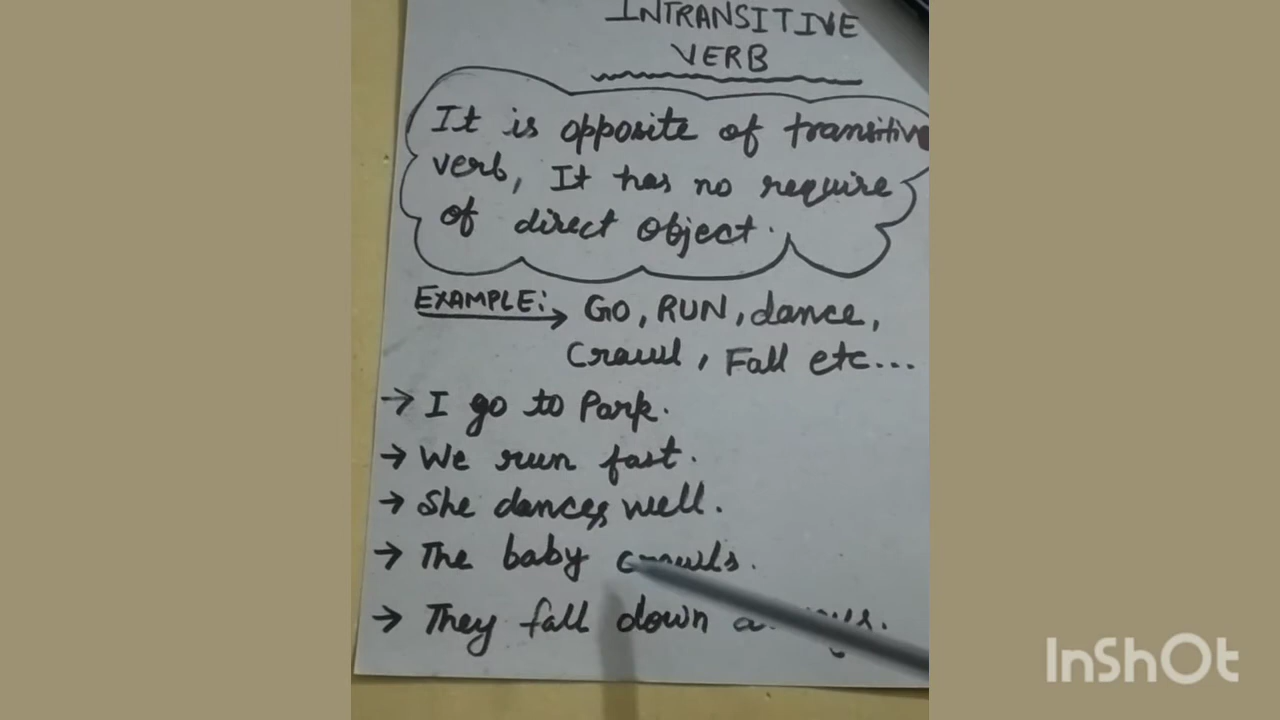 INTRANSITIVE
VERB
It is opposite of transitive
verb, It has no require
of direct object.
EXAMPLE: → GO, RUN, dance,
Crawl, Fall etc...
→ I go to Park.
→ We run fast.
→ She dances well.
→ The baby crawls.
→ They fall down
InShOt